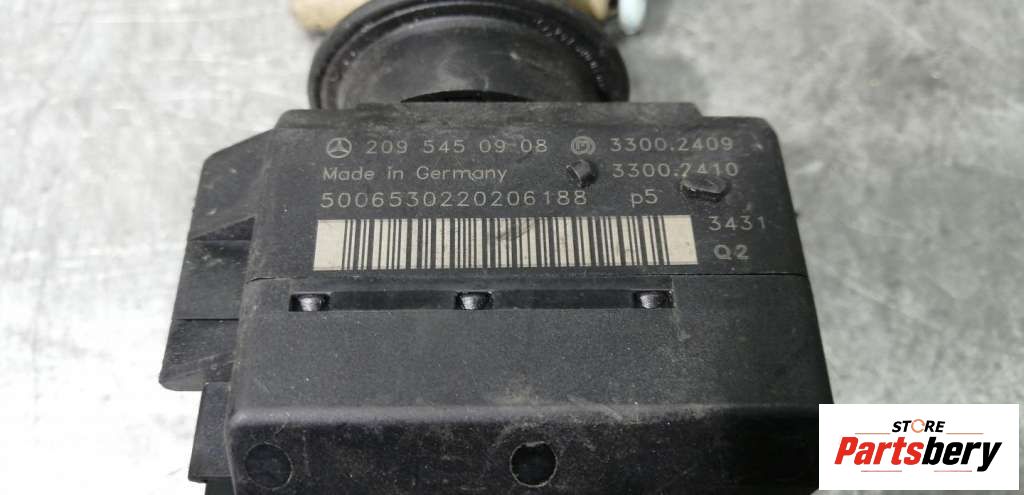 209 545 09 08 3300.2409
Made in Germany 3300.2410
5006530220206188 p5
3431
Q2
STORE
Partsbery